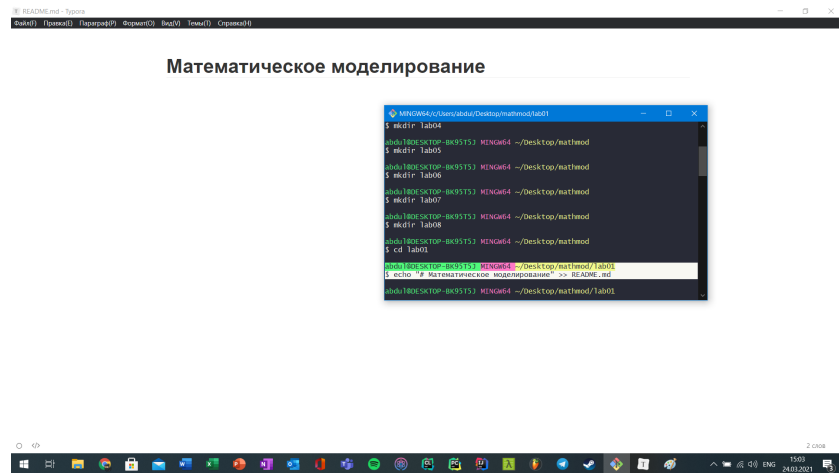 README.md - Typora
Файл(F) Правка(E) Параграф(P) Формат(O) Вид(V) Темы(T) Справка(H)
Математическое моделирование
MINGW64:/c/Users/abdul/Desktop/mathmod/lab01
$ mkdir lab04
abdul@DESKTOP-BK95T5J MINGW64 ~/Desktop/mathmod
$ mkdir lab05
abdul@DESKTOP-BK95T5J MINGW64 ~/Desktop/mathmod
$ mkdir lab06
abdul@DESKTOP-BK95T5J MINGW64 ~/Desktop/mathmod
$ mkdir lab07
abdul@DESKTOP-BK95T5J MINGW64 ~/Desktop/mathmod
$ mkdir lab08
abdul@DESKTOP-BK95T5J MINGW64 ~/Desktop/mathmod
$ cd lab01
abdul@DESKTOP-BK95T5J MINGW64 ~/Desktop/mathmod/lab01
$ echo "# Математическое моделирование" >> README.md
abdul@DESKTOP-BK95T5J MINGW64 ~/Desktop/mathmod/lab01
2 слов
ENG
15:03
24.03.2021